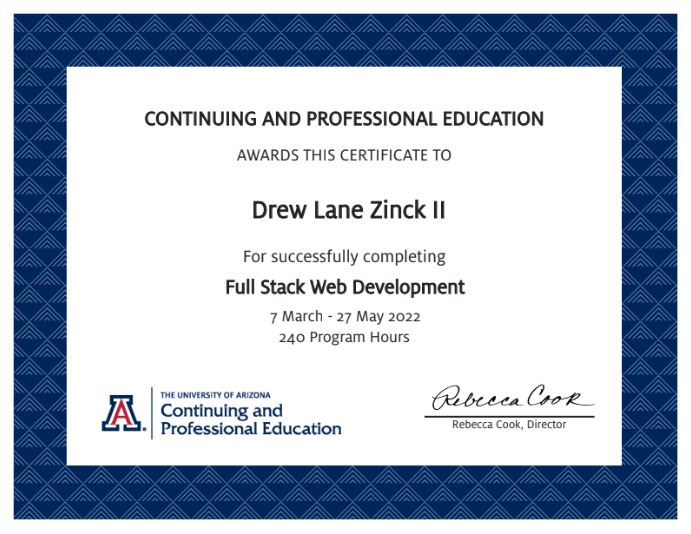 CONTINUING AND PROFESSIONAL EDUCATION
AWARDS THIS CERTIFICATE TO
Drew Lane Zinck II
For successfully completing
Full Stack Web Development
7 March - 27 May 2022
240 Program Hours
A.
THE UNIVERSITY OF ARIZONA
Continuing and
Professional Education
Rebecca Cook
Rebecca Cook, Director